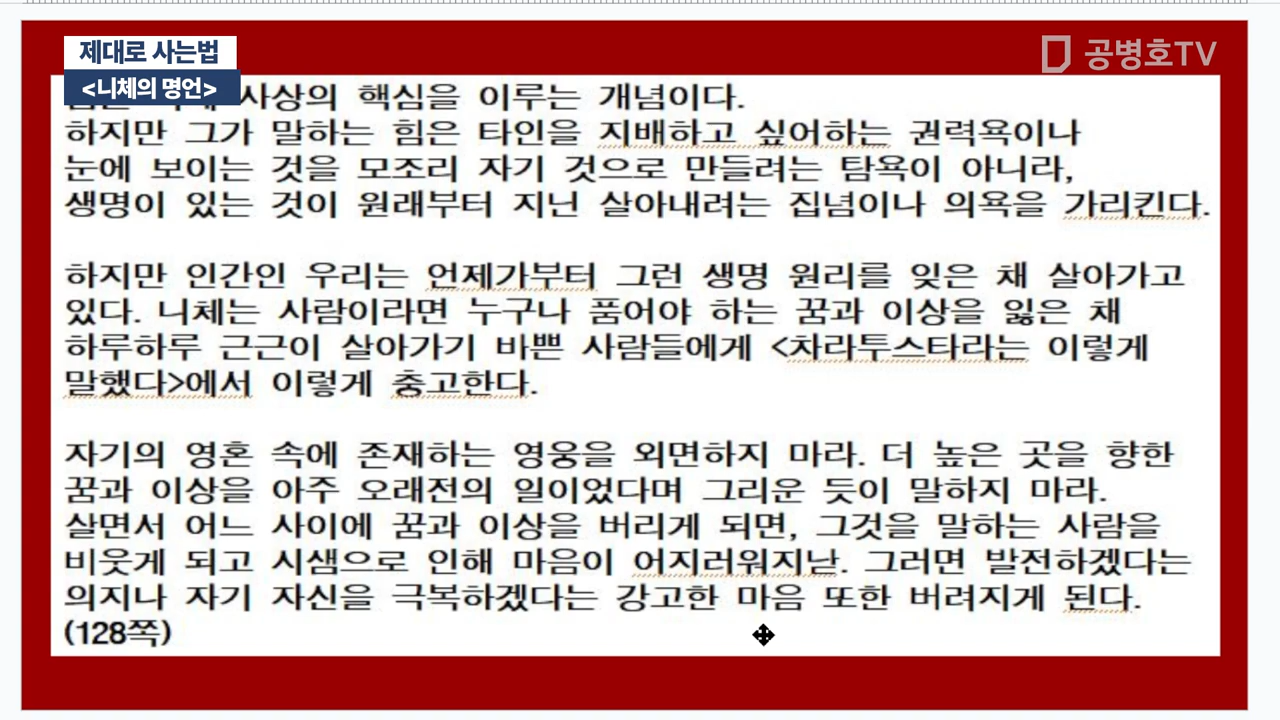 제대로 사는법
<니체의 명언>
공병호TV
사상의 핵심을 이루는 개념이다.
하지만 그가 말하는 힘은 타인을 지배하고 싶어하는 권력욕이나
눈에 보이는 것을 모조리 자기 것으로 만들려는 탐욕이 아니라,
생명이 있는 것이 원래부터 지닌 살아내려는 집념이나 의욕을 가리킨다.
하지만 인간인 우리는 언제가부터 그런 생명 원리를 잊은 채 살아가고
있다. 니체는 사람이라면 누구나 품어야 하는 꿈과 이상을 잃은 채
하루하루 근근이 살아가기 바쁜 사람들에게 <차라투스타라는 이렇게
말했다>에서 이렇게 충고한다.
자기의 영혼 속에 존재하는 영웅을 외면하지 마라. 더 높은 곳을 향한
꿈과 이상을 아주 오래전의 일이었다며 그리운 듯이 말하지 마라.
살면서 어느 사이에 꿈과 이상을 버리게 되면, 그것을 말하는 사람을
비웃게 되고 시샘으로 인해 마음이 어지러워지난. 그러면 발전하겠다는
의지나 자기 자신을 극복하겠다는 강고한 마음 또한 버려지게 된다.
(128쪽)